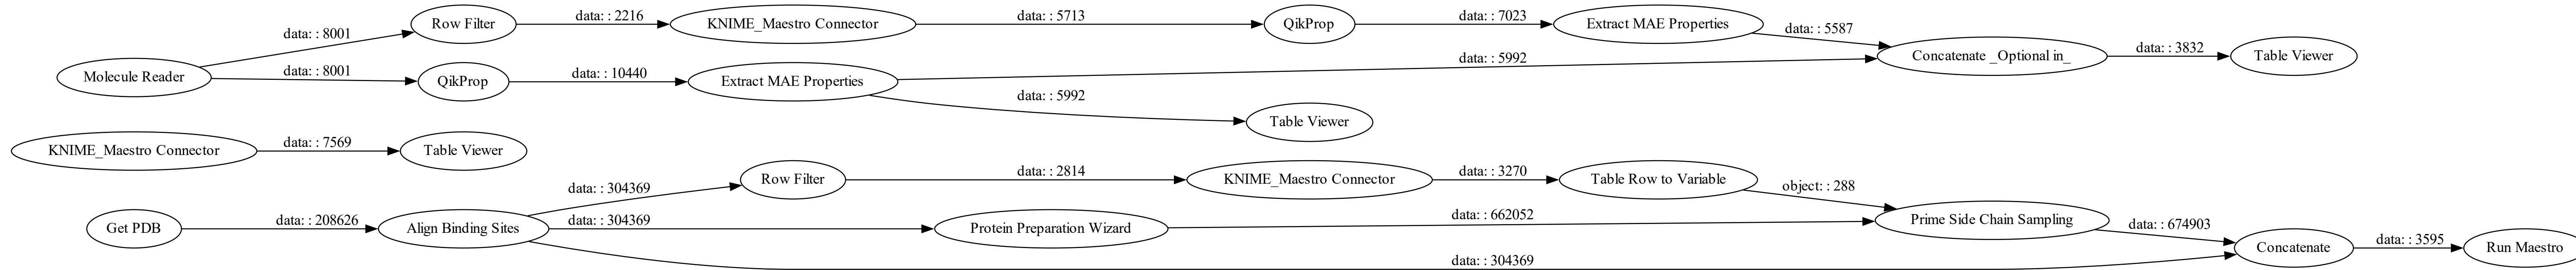 Molecule Reader
data: : 8001
Row Filter
data: : 2216
KNIME_Maestro Connector
data: : 5713
QikProp
data: : 7023
Extract MAE Properties
data: : 5587
data: : 8001
QikProp
data: : 10440
Extract MAE Properties
data: : 5992
Concatenate _Optional in_
data: : 3832
Table Viewer
data: : 5992
Table Viewer
KNIME_Maestro Connector
data: : 7569
Table Viewer
Get PDB
data: : 208626
Align Binding Sites
data: : 304369
Row Filter
data: : 2814
KNIME_Maestro Connector
data: : 3270
Table Row to Variable
object: : 288
data: : 304369
Protein Preparation Wizard
data: : 662052
Prime Side Chain Sampling
data: : 674903
data: : 304369
Concatenate
data: : 3595
Run Maestro